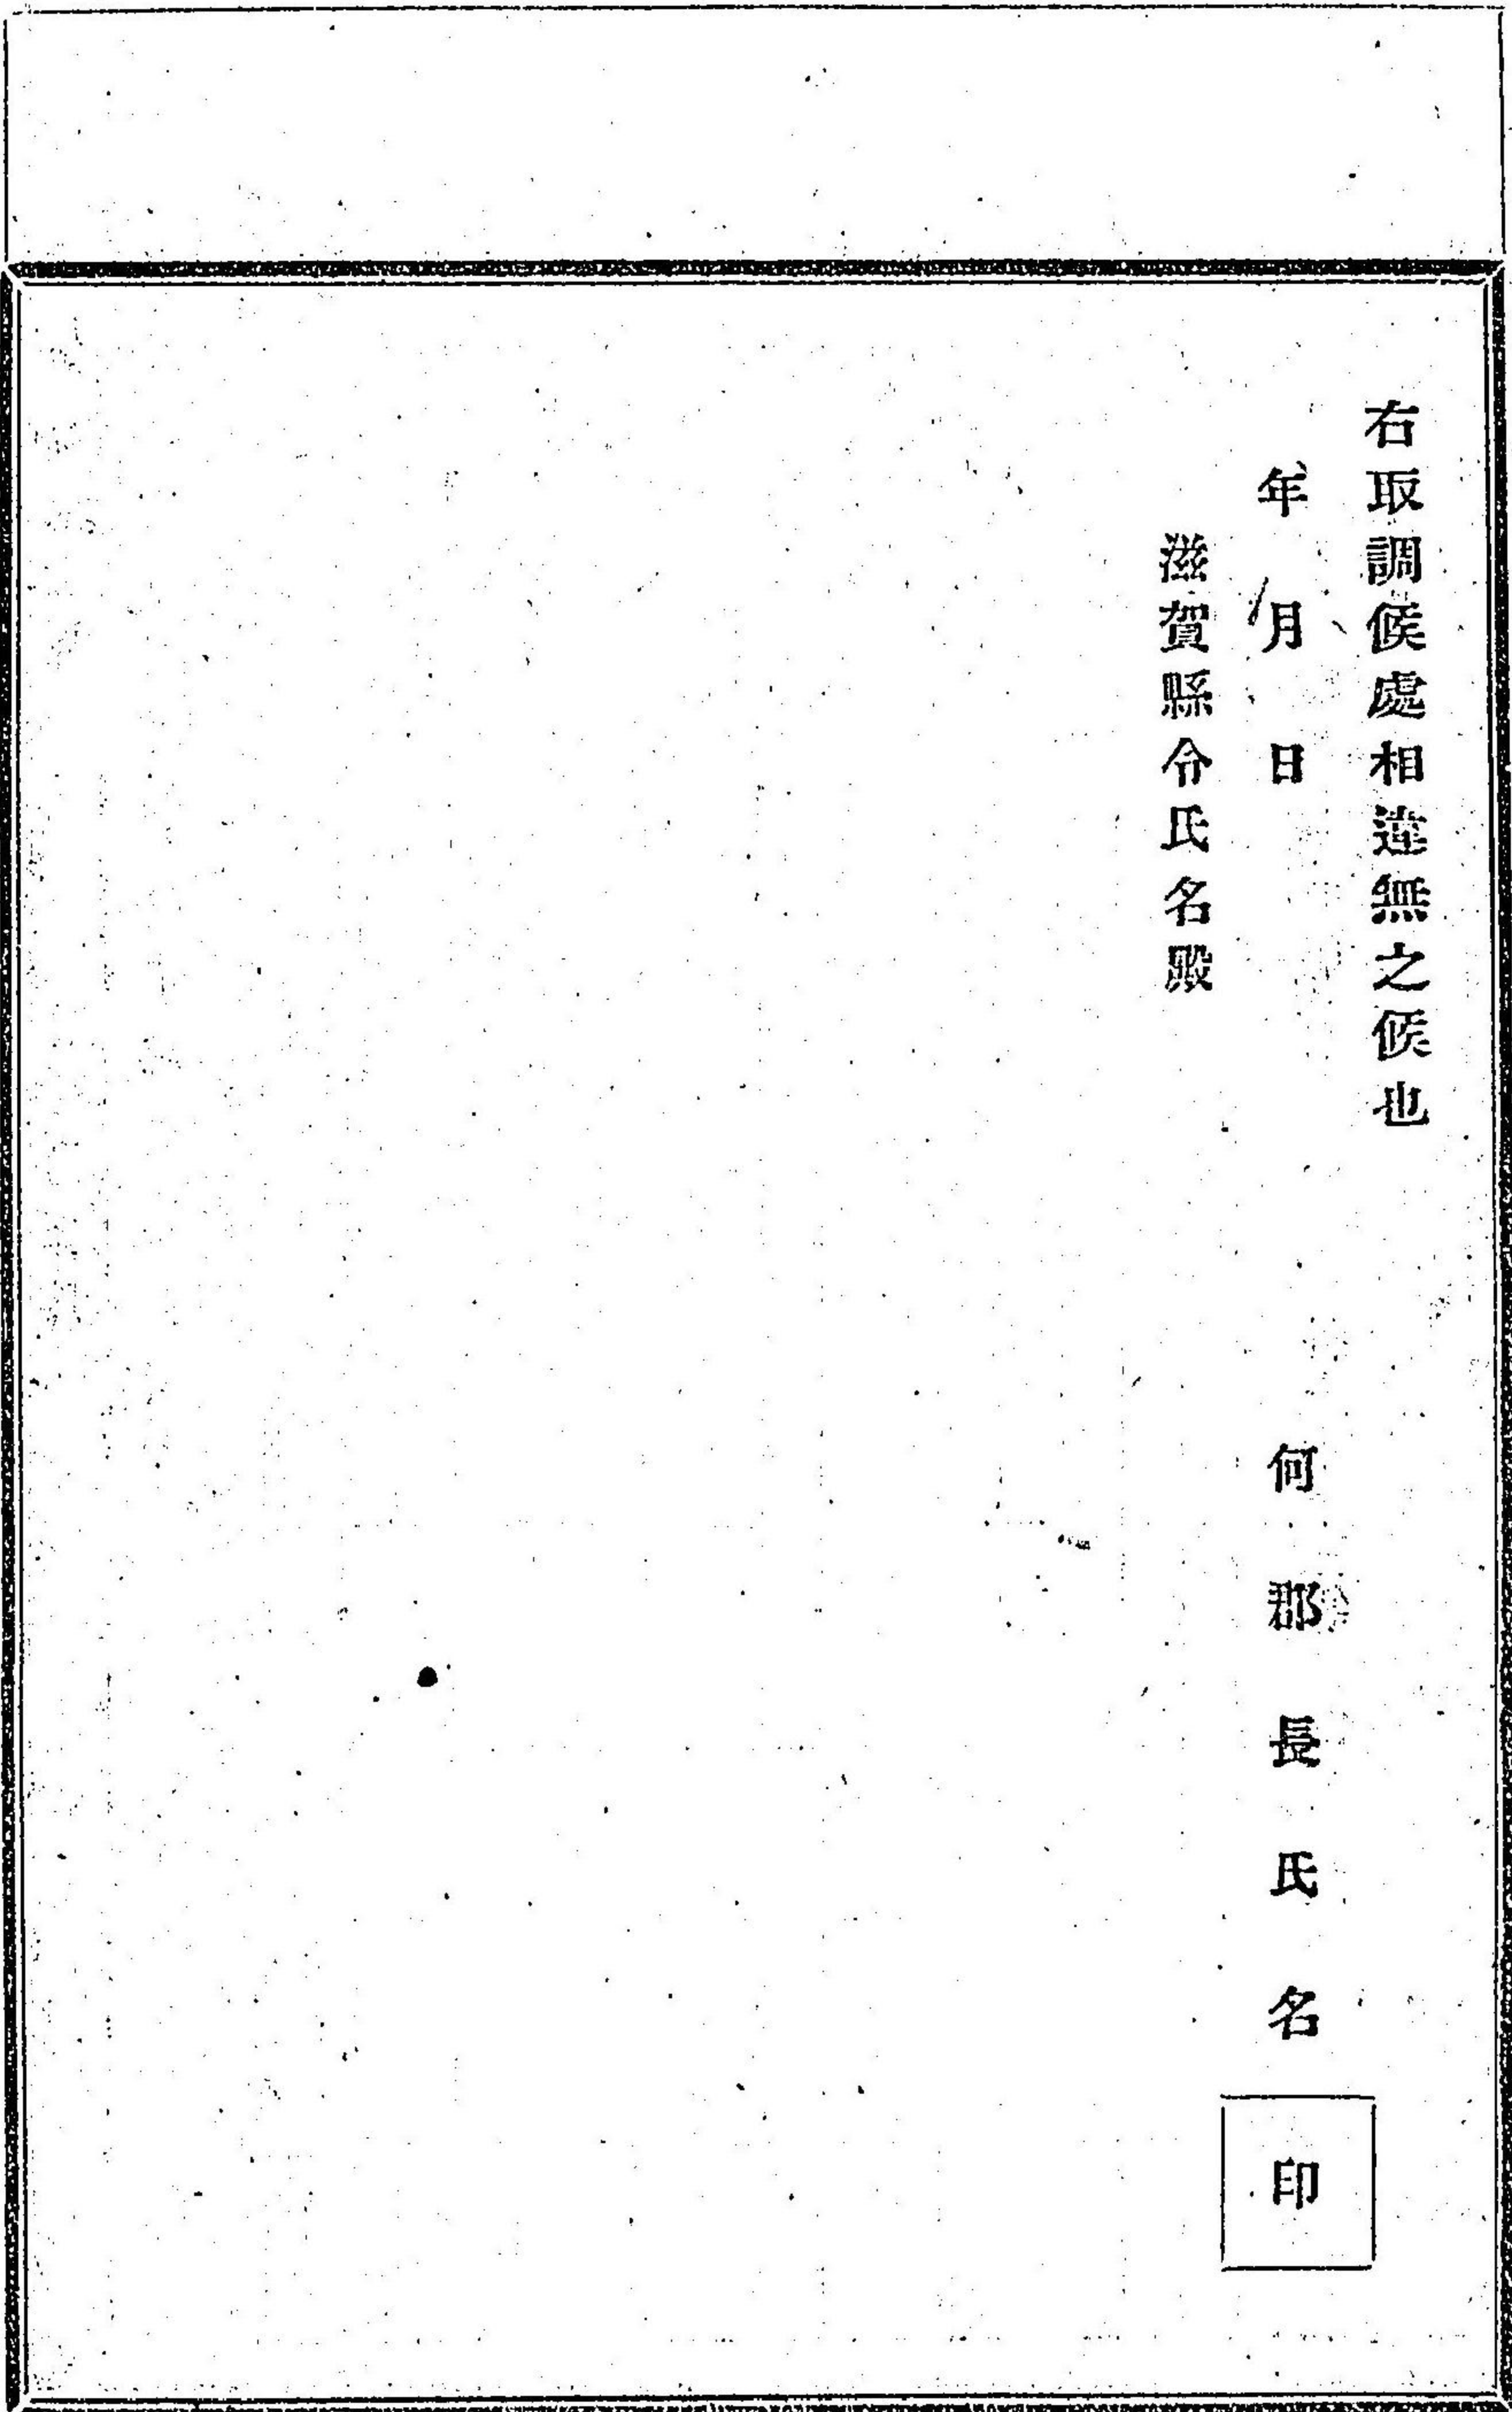 右取調候處相違無之候也
年月日 何郡長氏名 印
滋賀縣令氏名殿